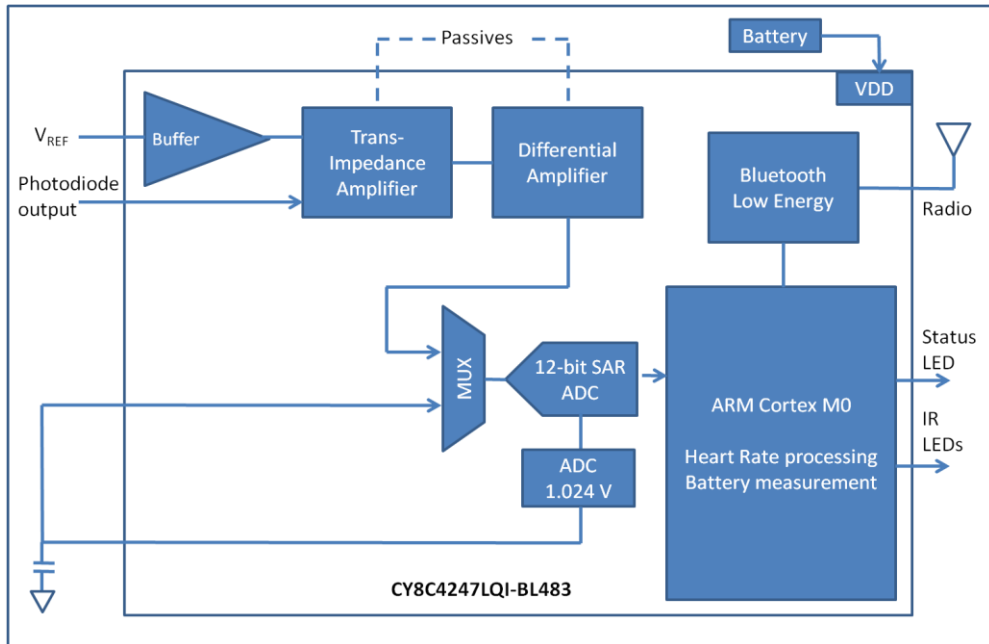 Passives
Battery
VDD
V_REF
Buffer
Trans-
Impedance
Amplifier
Differential
Amplifier
Photodiode
output
Bluetooth
Low Energy
Radio
MUX
12-bit SAR
ADC
ADC
1.024 V
ARM Cortex M0
Heart Rate processing
Battery measurement
Status
LED
IR
LEDs
CY8C4247LQI-BL483